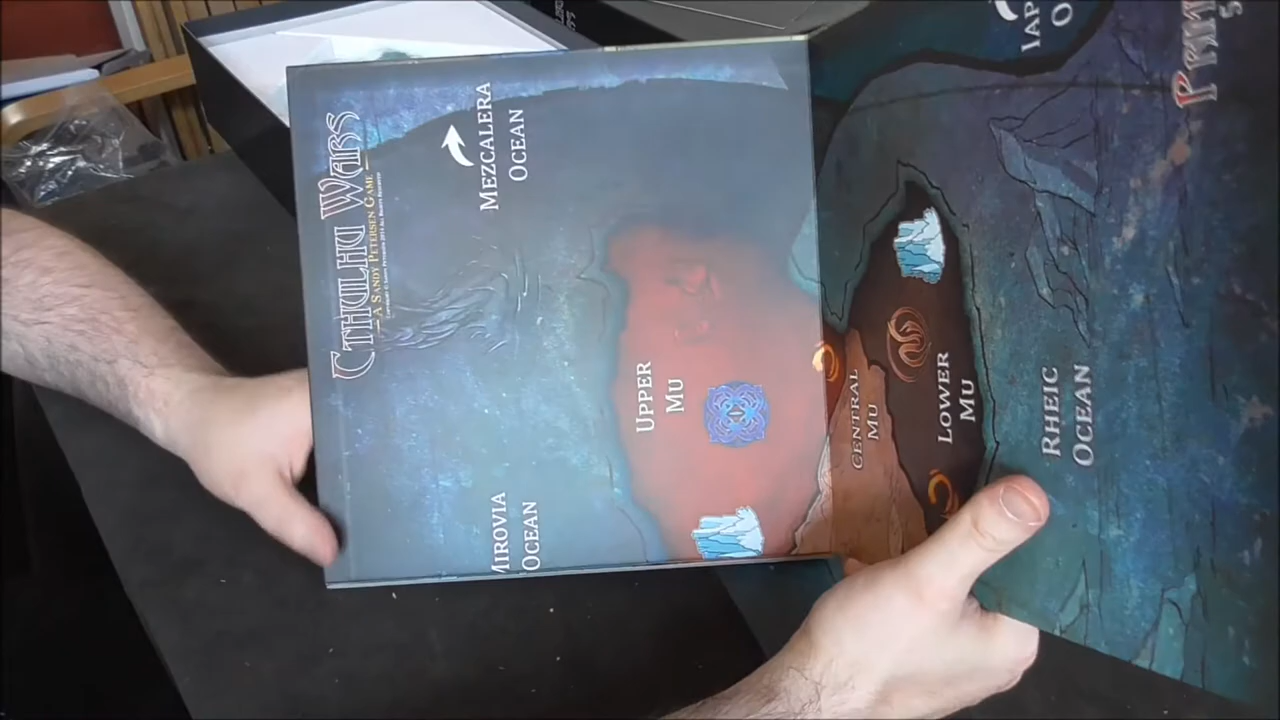 CTHULHU WARS
A SANDY PETERSEN GAME
MEZCALERA
OCEAN
UPPER
MU
MIROVIA
OCEAN
CENTRAL
MU
LOWER
MU
RHEIC
OCEAN